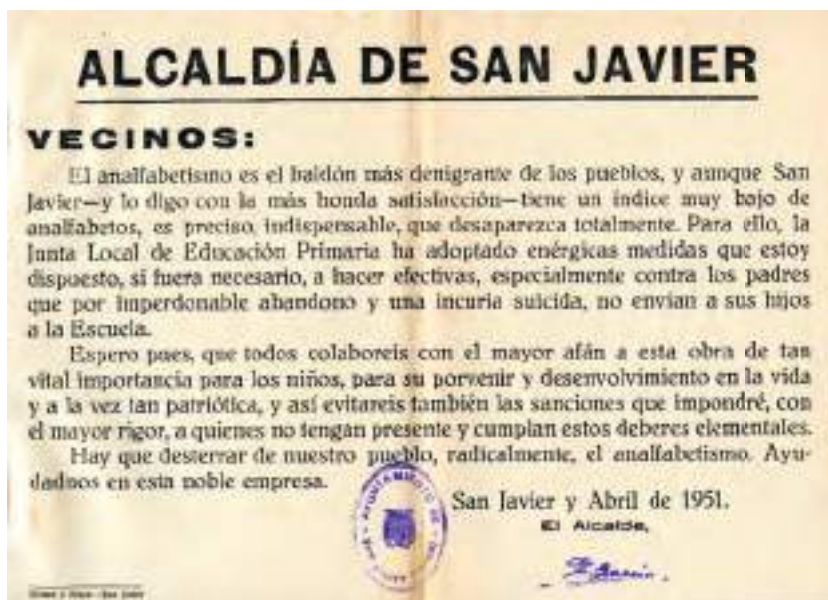 ALCALDÍA DE SAN JAVIER
VECINOS:
El analfabetismo es el baldón más denigrante de los pueblos, y aunque San
Javier—y lo digo con la más honda satisfacción—tiene un índice muy bajo de
analfabetos, es preciso, indispensable, que desaparezca totalmente. Para ello, la
Junta Local de Educación Primaria ha adoptado enérgicas medidas que estoy
dispuesto, si fuera necesario, a hacer efectivas, especialmente contra los padres
que por imperdonable abandono y una incuria suicida, no envían a sus hijos
a la Escuela.
Espero pues, que todos colaboreis con el mayor afán a esta obra de tan
vital importancia para los niños, para su porvenir y desenvolvimiento en la vida
y a la vez tan patriótica, y así evitareis también las sanciones que impondré, con
el mayor rigor, a quienes no tengan presente y cumplan estos deberes elementales.
Hay que desterrar de nuestro pueblo, radicalmente, el analfabetismo. Ayu-
dadnos en esta noble empresa.
AYUNTAMIENTO DE
San Javier y Abril de 1951.
El Alcalde,